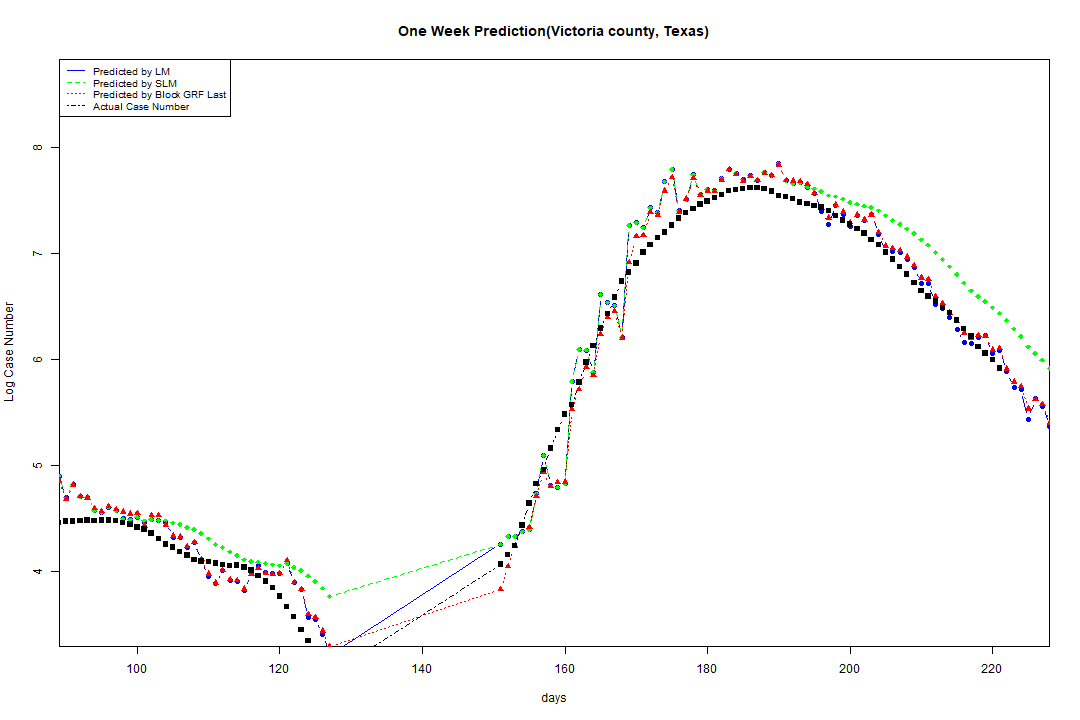 One Week Prediction(Victoria county, Texas)
Predicted by LM
Predicted by SLM
Predicted by Block GRF Last
Actual Case Number
8
7
6
5
4
Log Case Number
100 120 140 160 180 200 220
days